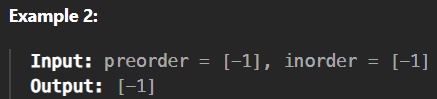 Example 2:
Input: preorder = [-1], inorder = [-1]
Output: [-1]